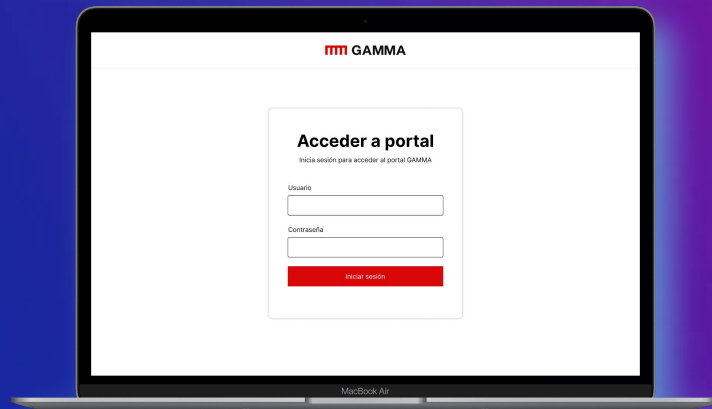 GAMMA
Acceder a portal
Inicia sesión para acceder al portal GAMMA
Usuario
Contraseña
Iniciar sesión
MacBook Air